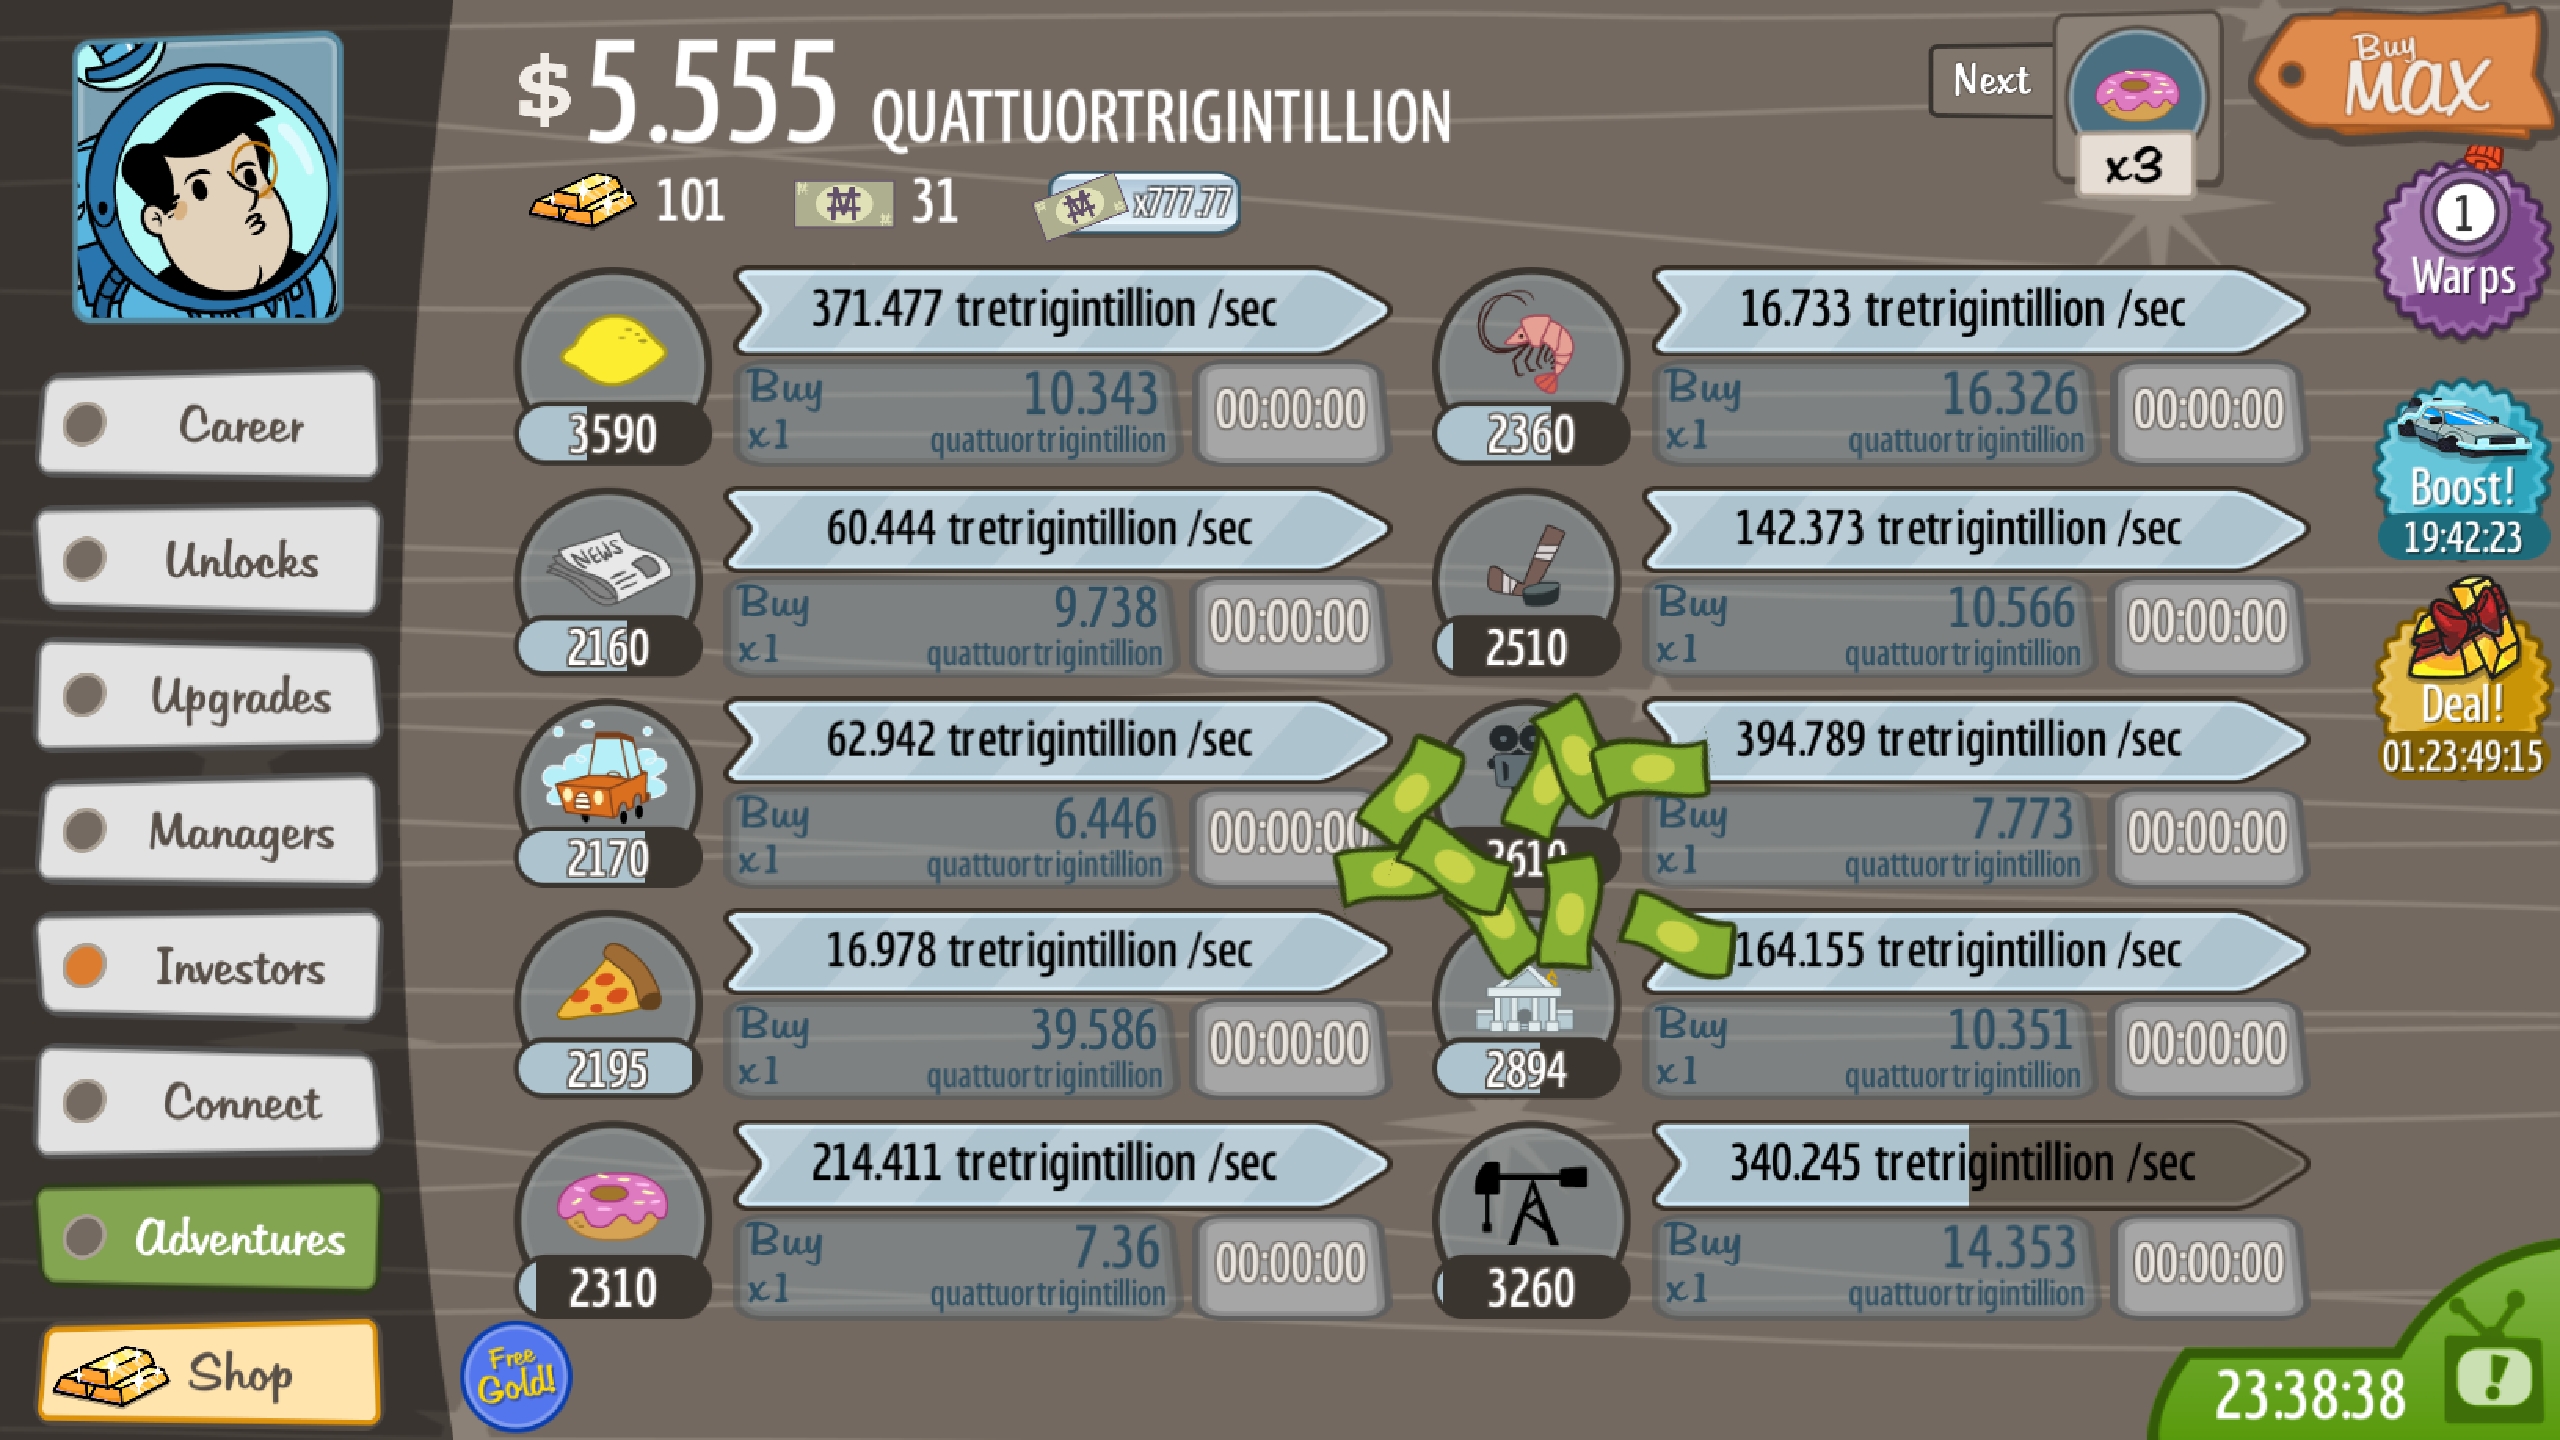 $5.555 QUATTUORTRIGINTILLION
Next
x3
Buy
MAX
101
31
x777.77
1
Warps
Career
Unlocks
Upgrades
Managers
Investors
Connect
Adventures
Shop
371.477 tretrigintillion /sec
Buy 10.343
x1 quattuortrigintillion
00:00:00
3590
16.733 tretrigintillion /sec
Buy 16.326
x1 quattuortrigintillion
00:00:00
2360
NEWS
60.444 tretrigintillion /sec
Buy 9.738
x1 quattuortrigintillion
00:00:00
2160
142.373 tretrigintillion /sec
Buy 10.566
x1 quattuortrigintillion
00:00:00
2510
62.942 tretrigintillion /sec
Buy 6.446
x1 quattuortrigintillion
00:00:00
2170
394.789 tretrigintillion /sec
Buy 7.773
x1 quattuortrigintillion
00:00:00
16.978 tretrigintillion /sec
Buy 39.586
x1 quattuortrigintillion
00:00:00
2195
164.155 tretrigintillion /sec
Buy 10.351
x1 quattuortrigintillion
00:00:00
2894
214.411 tretrigintillion /sec
Buy 7.36
x1 quattuortrigintillion
00:00:00
2310
340.245 tretrigintillion /sec
Buy 14.353
x1 quattuortrigintillion
00:00:00
3260
Boost!
19:42:23
Deal!
01:23:49:15
Free
Gold!
23:38:38